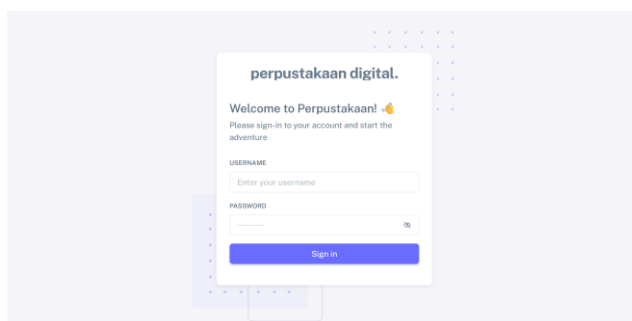 perpustakaan digital.
Welcome to Perpustakaan! 👋
Please sign-in to your account and start the
adventure
USERNAME
Enter your username
PASSWORD
············
Sign in